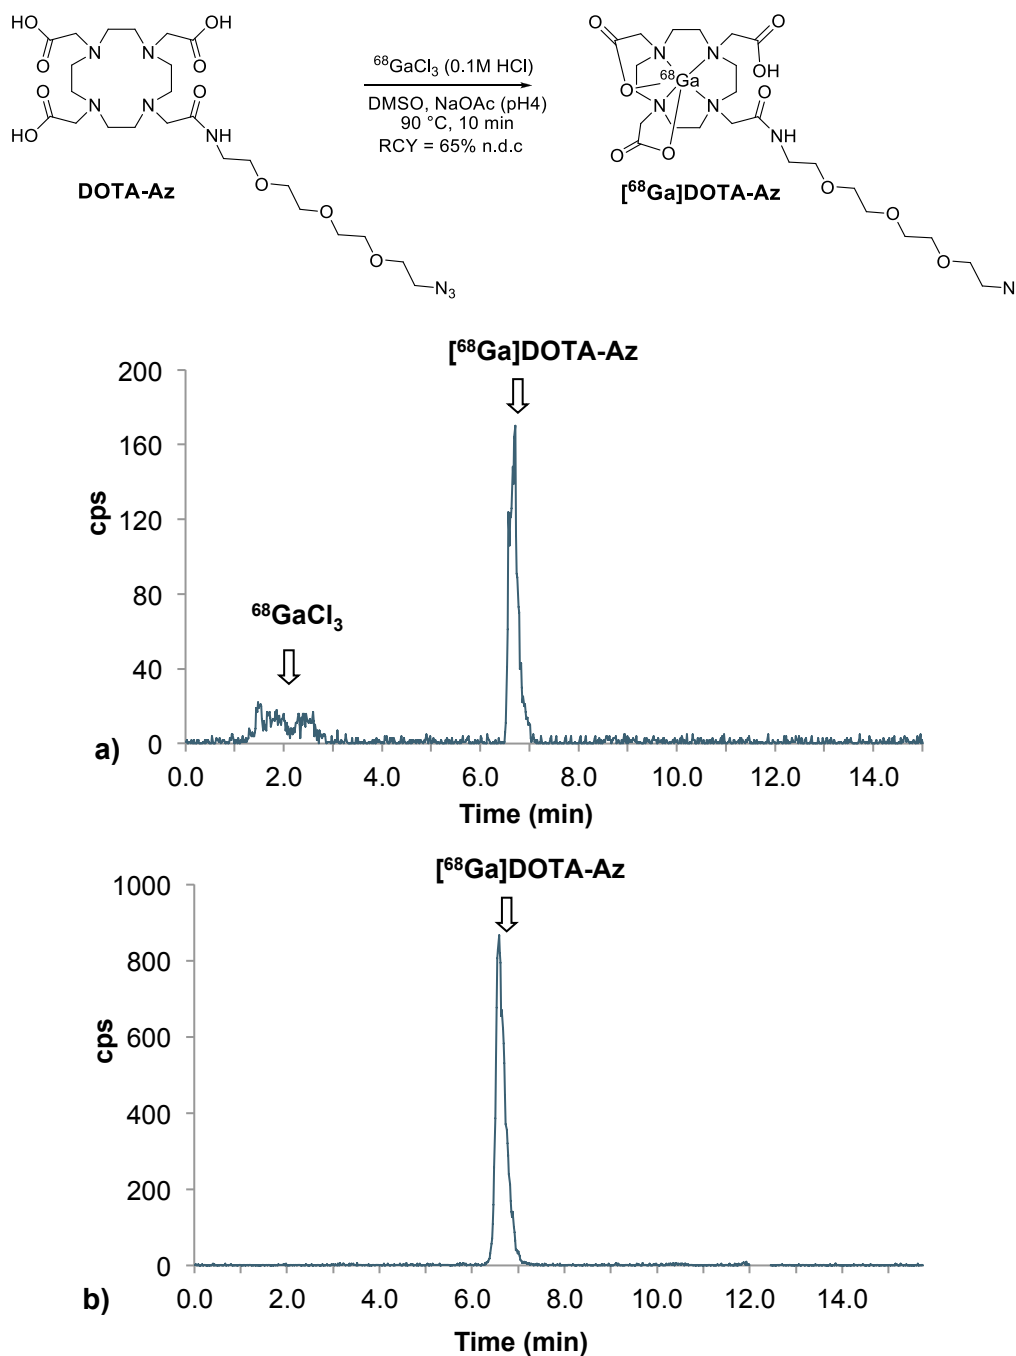 HO
O
N
N
O
OH
⁶⁸GaCl₃ (0.1M HCl)
DMSO, NaOAc (pH4)
90 °C, 10 min
RCY = 65% n.d.c
O
O
N
N
O
OH
⁶⁸Ga
O
HO
N
N
O
NH
O
O
N
N
O
NH
DOTA-Az
[⁶⁸Ga]DOTA-Az
O
O
O
N₃
O
O
O
N
[⁶⁸Ga]DOTA-Az
200
160
120
80
40
0
cps
⁶⁸GaCl₃
a)
0.0 2.0 4.0 6.0 8.0 10.0 12.0 14.0
Time (min)
[⁶⁸Ga]DOTA-Az
1000
800
600
400
200
0
cps
b)
0.0 2.0 4.0 6.0 8.0 10.0 12.0 14.0
Time (min)